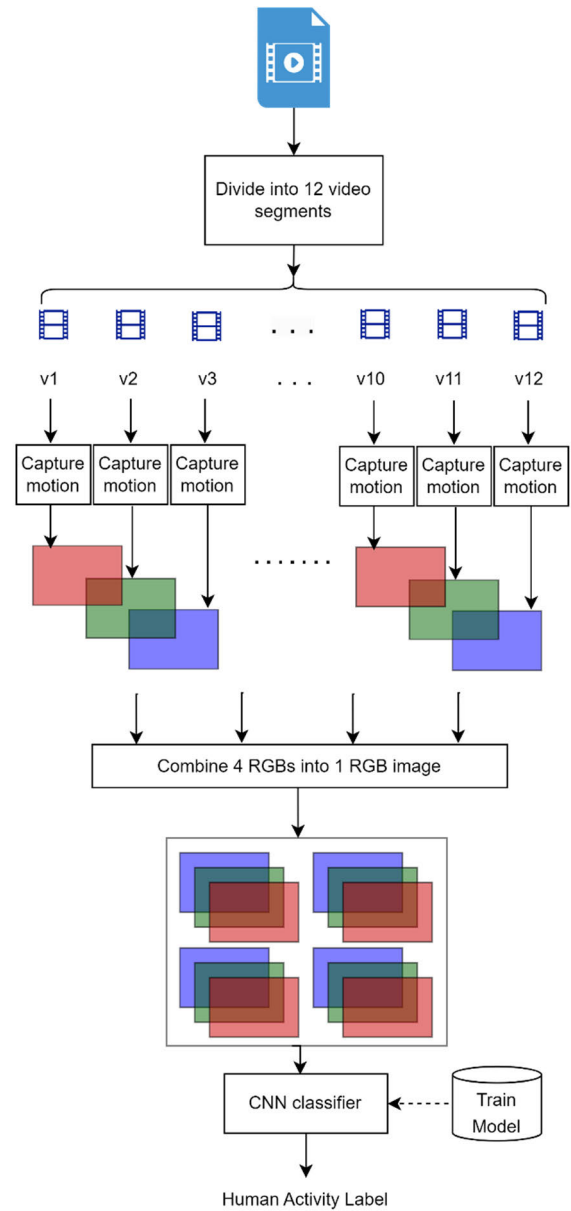 Divide into 12 video
segments
. . .
v1 v2 v3 . . . v10 v11 v12
Capture Capture Capture Capture Capture Capture
motion motion motion motion motion motion
. . . . . . .
Combine 4 RGBs into 1 RGB image
CNN classifier
Train
Model
Human Activity Label